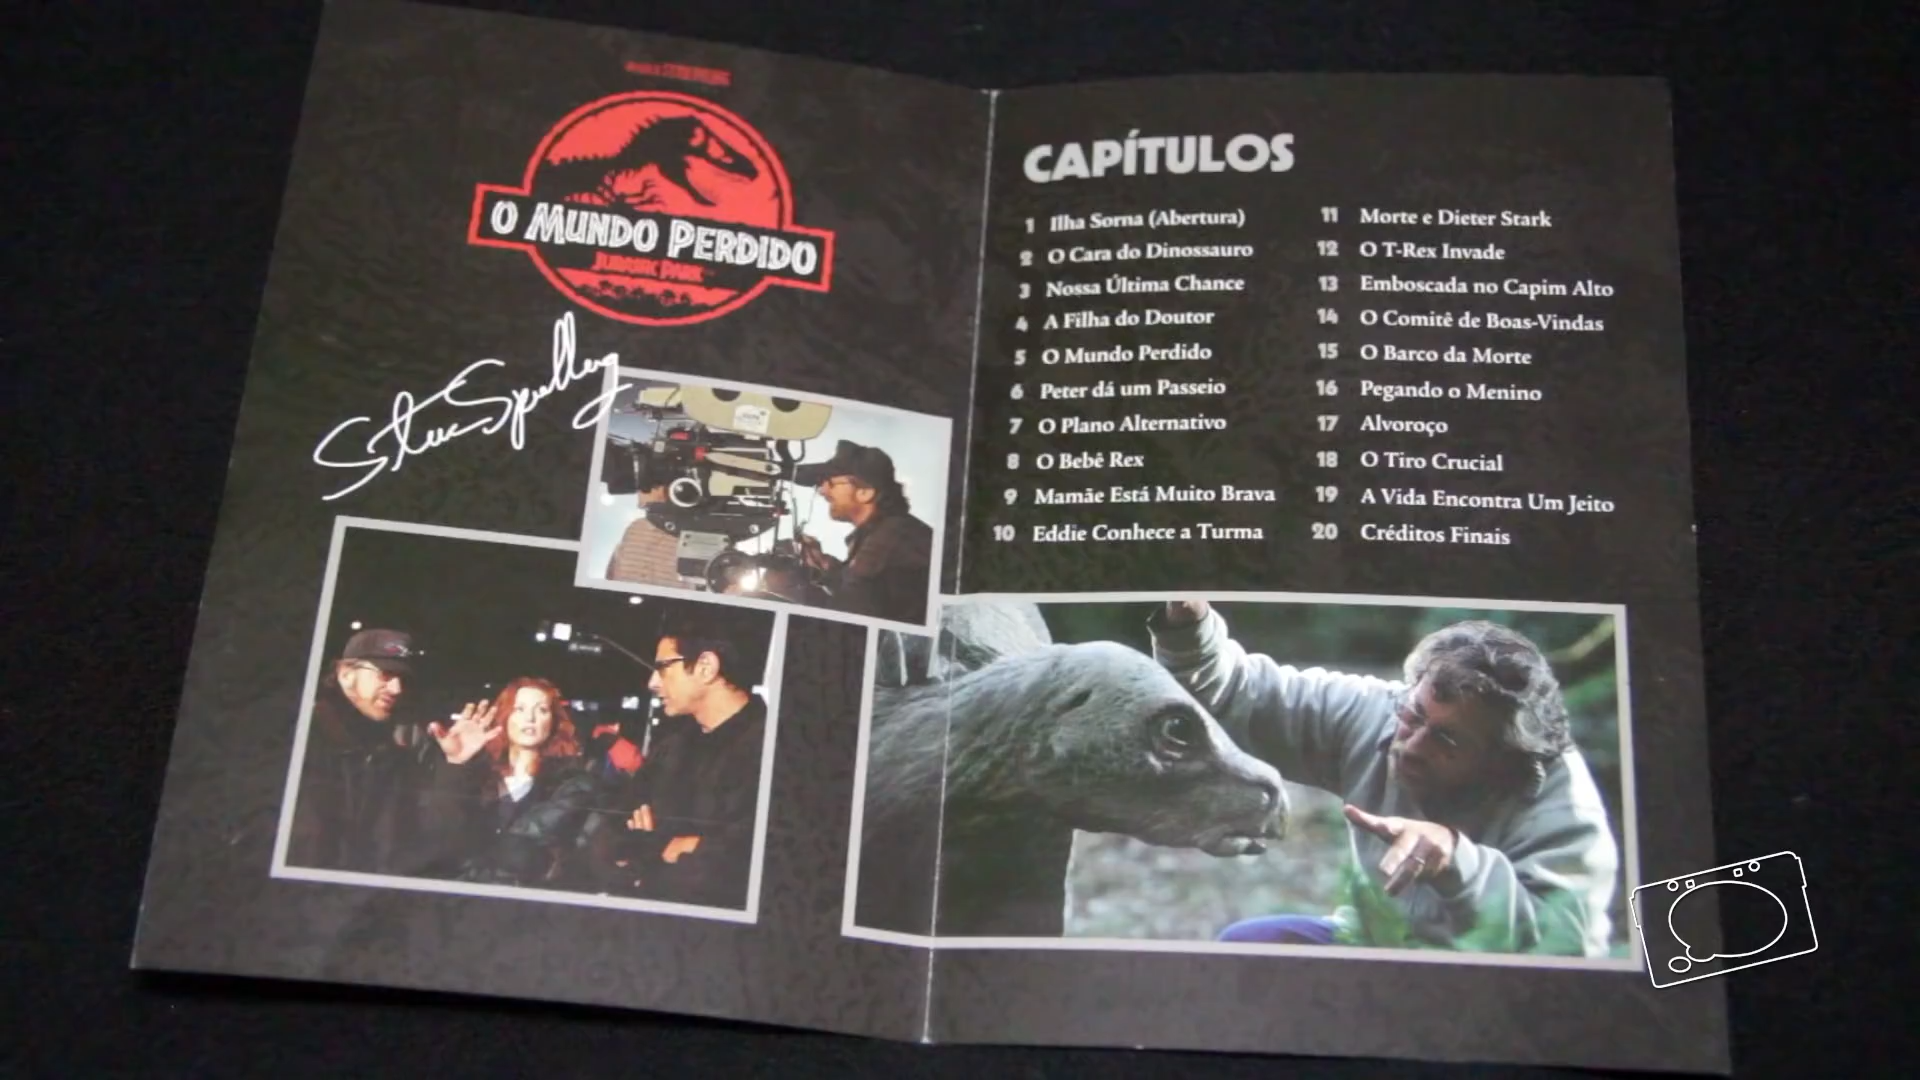 O MUNDO PERDIDO
JURASSIC PARK
Steven Spielberg
CAPÍTULOS
1 Ilha Sorna (Abertura)
2 O Cara do Dinossauro
3 Nossa Última Chance
4 A Filha do Doutor
5 O Mundo Perdido
6 Peter dá um Passeio
7 O Plano Alternativo
8 O Bebê Rex
9 Mamãe Está Muito Brava
10 Eddie Conhece a Turma
11 Morte e Dieter Stark
12 O T-Rex Invade
13 Emboscada no Capim Alto
14 O Comitê de Boas-Vindas
15 O Barco da Morte
16 Pegando o Menino
17 Alvoroço
18 O Tiro Crucial
19 A Vida Encontra Um Jeito
20 Créditos Finais